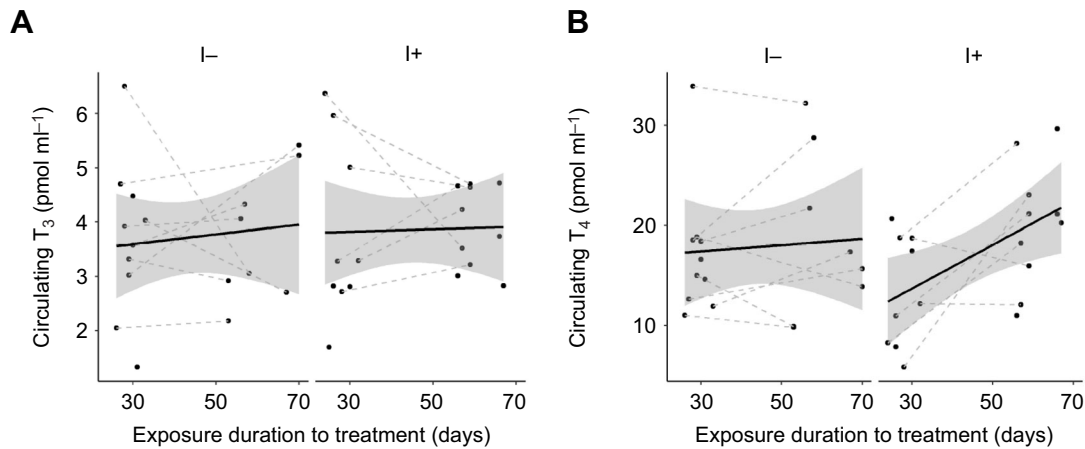 A
I–
I+
Circulating T3 (pmol ml–1)
6
5
4
3
2
30
50
70
30
50
70
Exposure duration to treatment (days)
B
I–
I+
Circulating T4 (pmol ml–1)
30
20
10
30
50
70
30
50
70
Exposure duration to treatment (days)